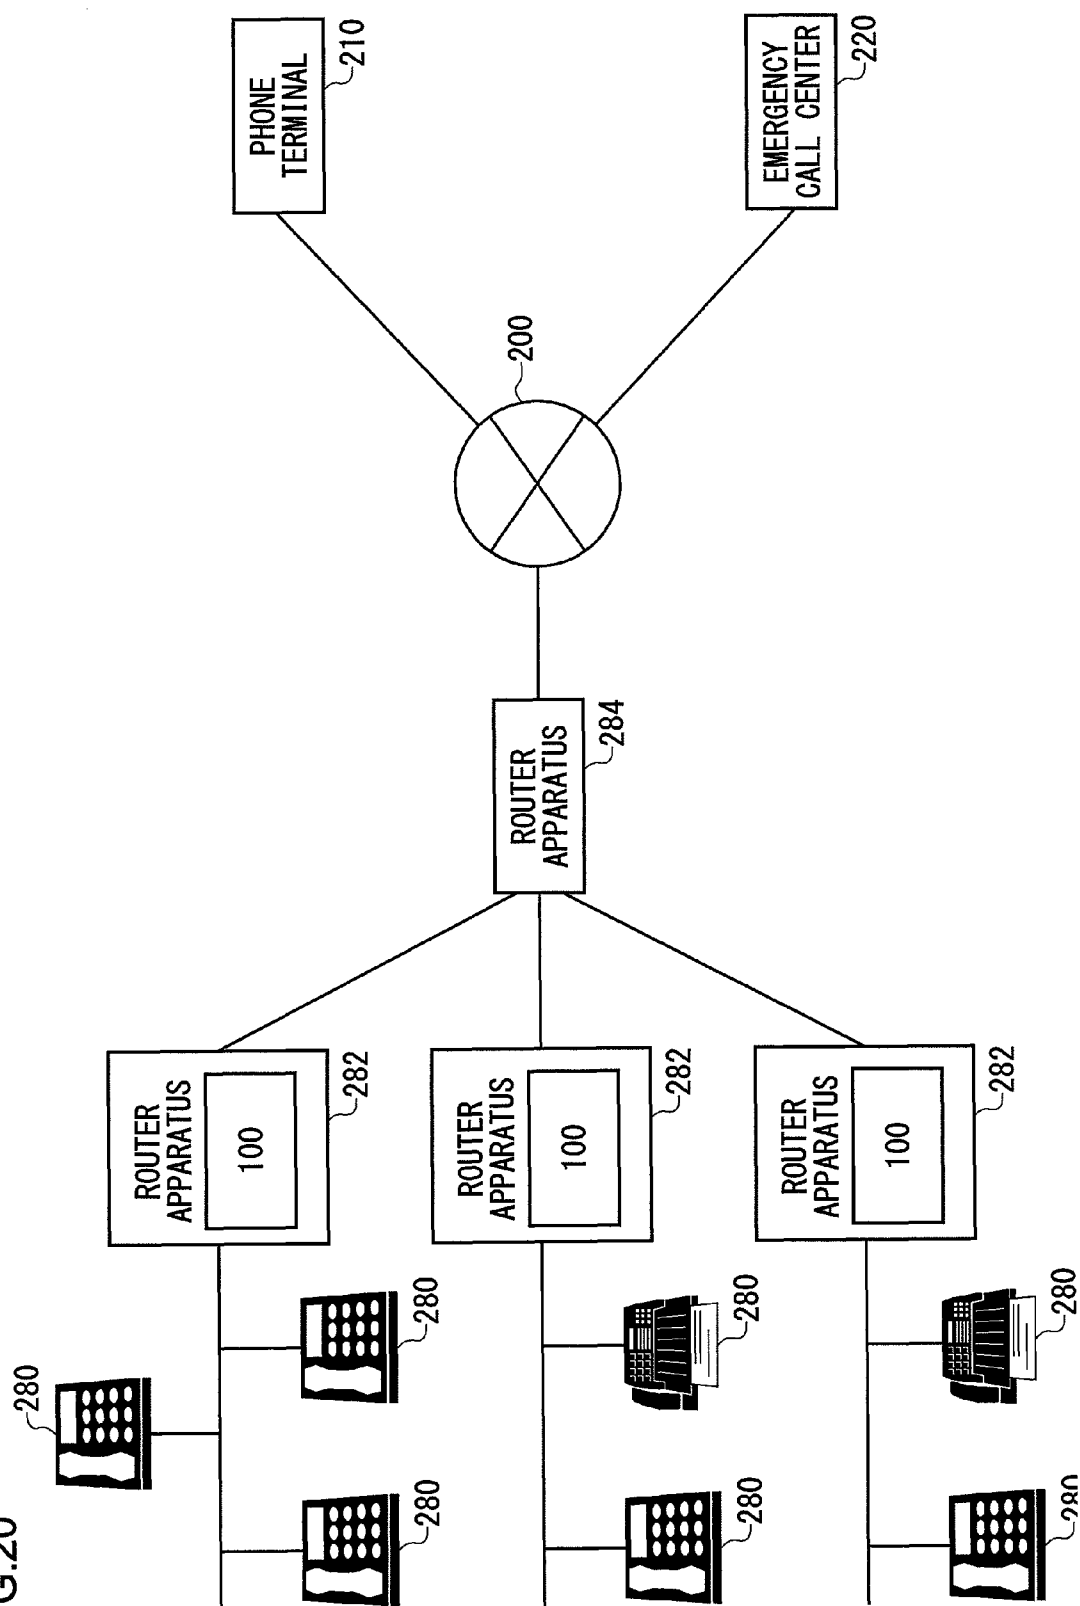 G.20
280
280
280
ROUTER
APPARATUS
100
282
PHONE
TERMINAL
210
280
280
ROUTER
APPARATUS
100
282
ROUTER
APPARATUS
284
200
280
280
ROUTER
APPARATUS
100
282
EMERGENCY
CALL CENTER
220